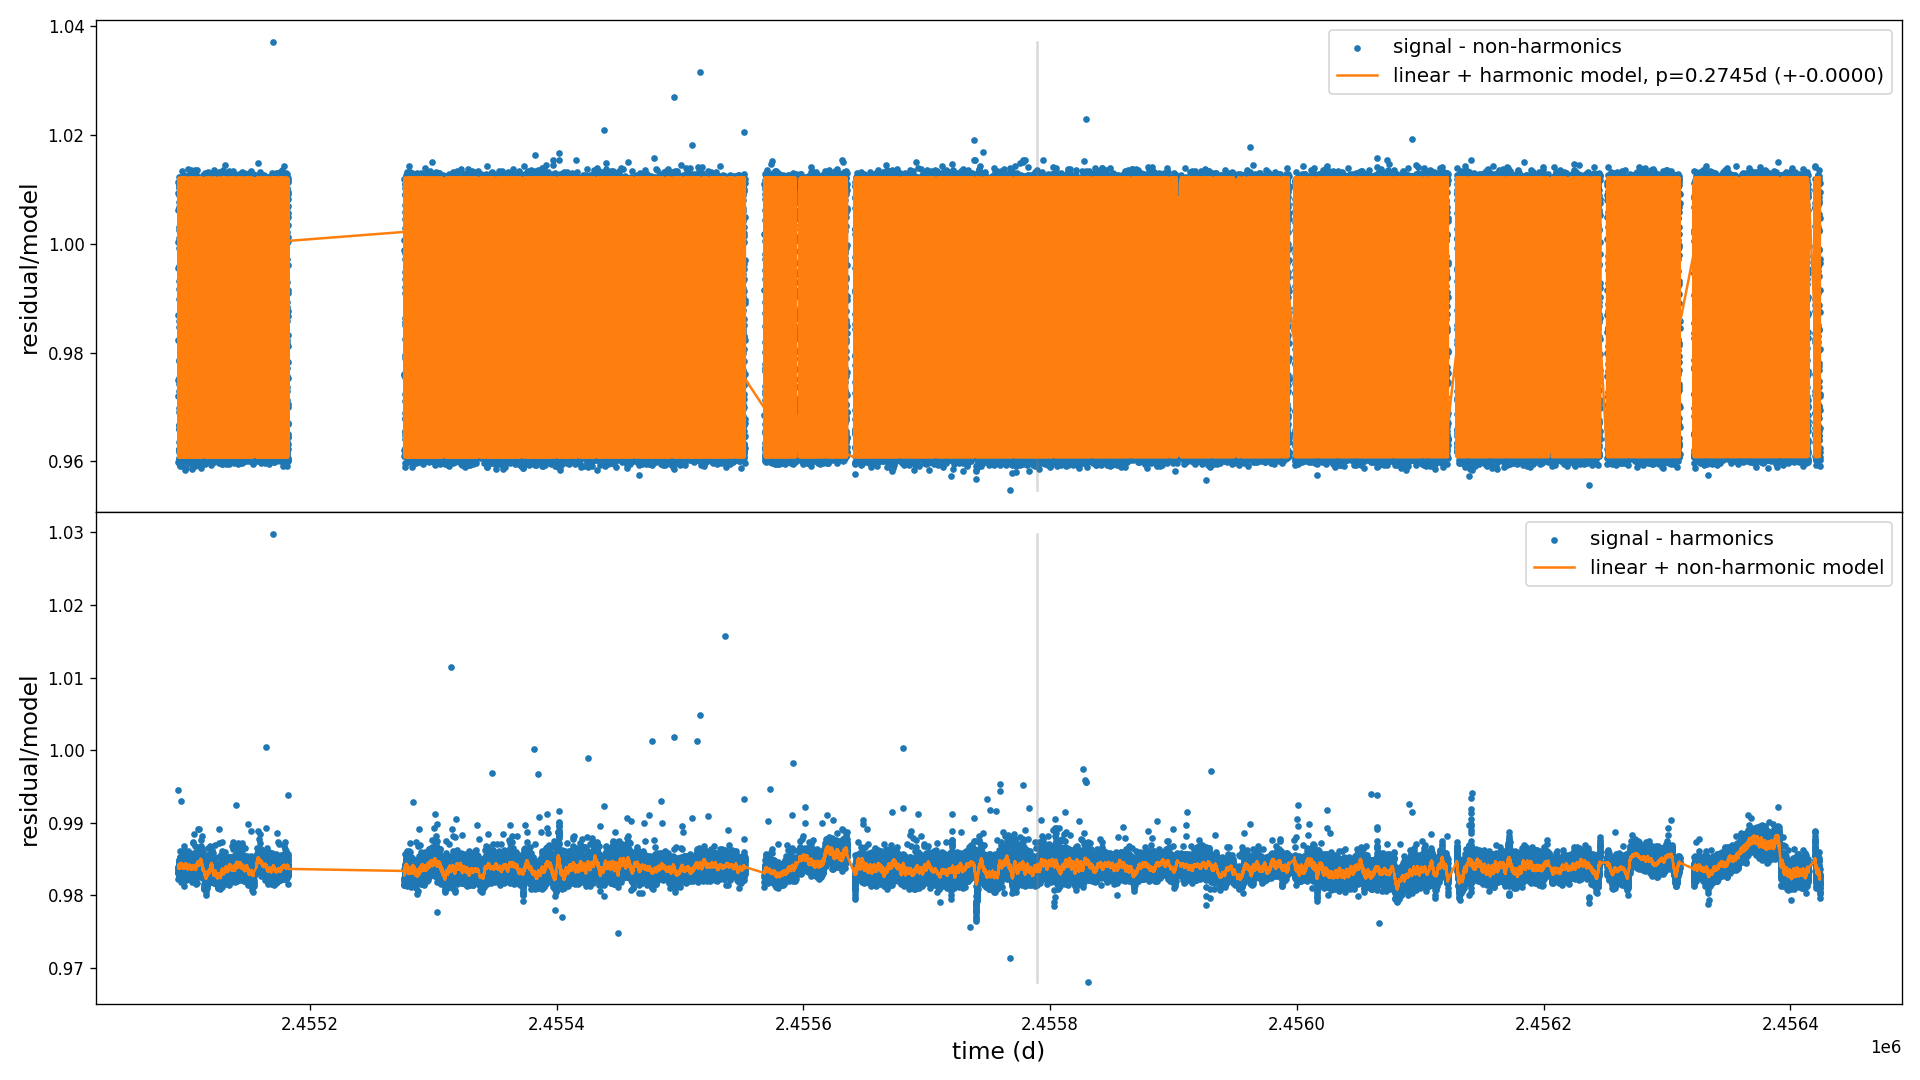 1.04
1.02
1.00
0.98
0.96
residual/model
signal - non-harmonics
linear + harmonic model, p=0.2745d (+-0.0000)
1.03
1.02
1.01
1.00
0.99
0.98
0.97
residual/model
signal - harmonics
linear + non-harmonic model
2.4552 2.4554 2.4556 2.4558 2.4560 2.4562 2.4564
1e6
time (d)